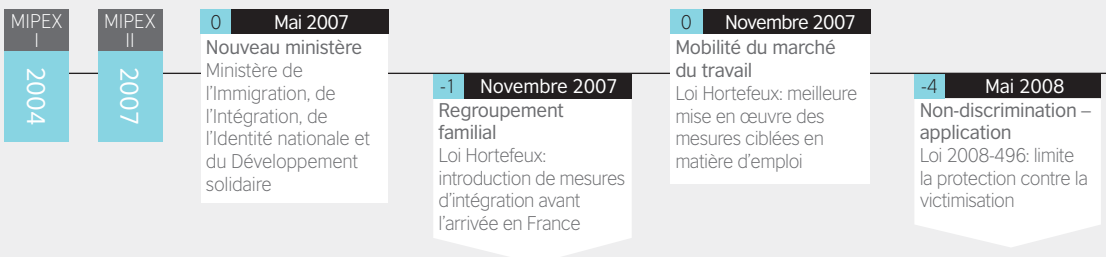 MIPEX
I
2004
MIPEX
II
2007
0 Mai 2007
Nouveau ministère
Ministère de
l'Immigration, de
l'Intégration, de
l'Identité nationale et
du Développement
solidaire
-1 Novembre 2007
Regroupement
familial
Loi Hortefeux:
introduction de mesures
d'intégration avant
l'arrivée en France
0 Novembre 2007
Mobilité du marché
du travail
Loi Hortefeux: meilleure
mise en œuvre des
mesures ciblées en
matière d'emploi
-4 Mai 2008
Non-discrimination –
application
Loi 2008-496: limite
la protection contre la
victimisation